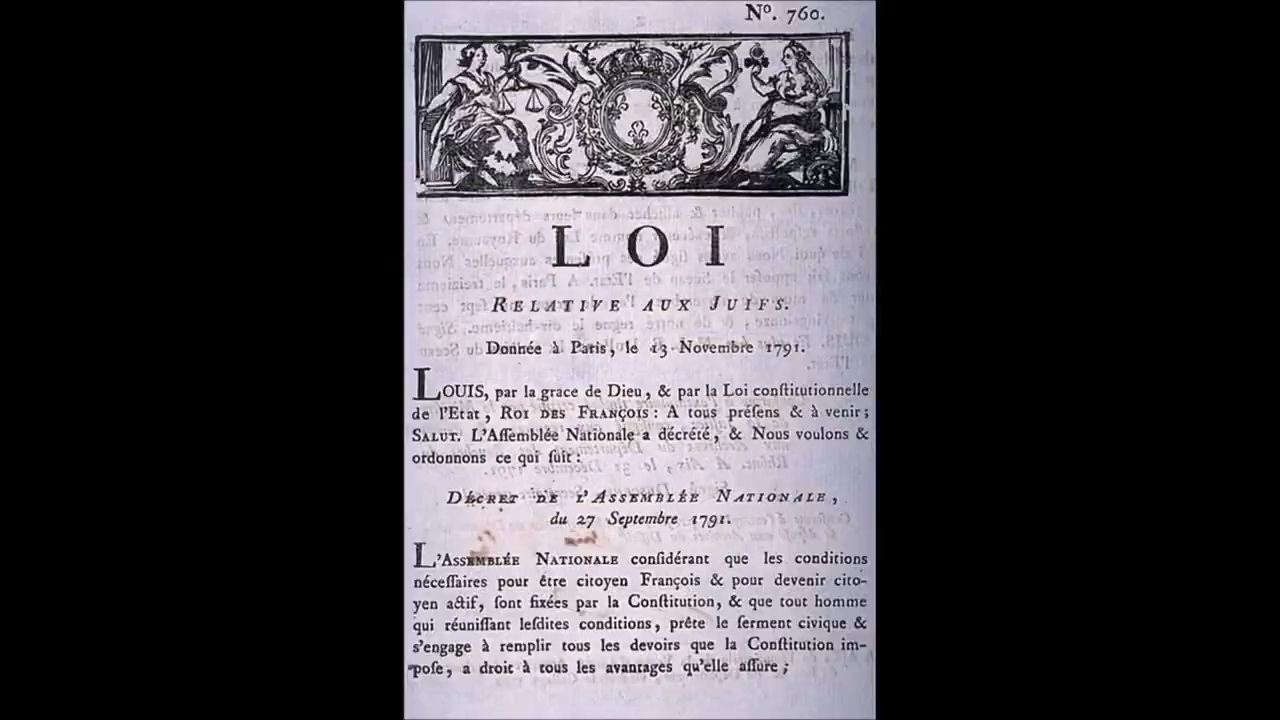 Nº. 760.
LOI
RELATIVE AUX JUIFS.
Donnée à Paris, le 13 Novembre 1791.
LOUIS, par la grace de Dieu, & par la Loi conſtitutionnelle
de l'Etat, ROI DES FRANÇOIS : A tous préſens & à venir ;
SALUT. L'Aſſemblée Nationale a décrété, & Nous voulons &
ordonnons ce qui ſuit :
DÉCRET DE L'ASSEMBLÉE NATIONALE,
du 27 Septembre 1791.
L'ASSEMBLÉE NATIONALE conſidérant que les conditions
néceſſaires pour être citoyen François & pour devenir cito-
yen actif, ſont fixées par la Conſtitution, & que tout homme
qui réuniſſant leſdites conditions, prête le ſerment civique &
s'engage à remplir tous les devoirs que la Conſtitution im-
poſe, a droit à tous les avantages qu'elle aſſure ;